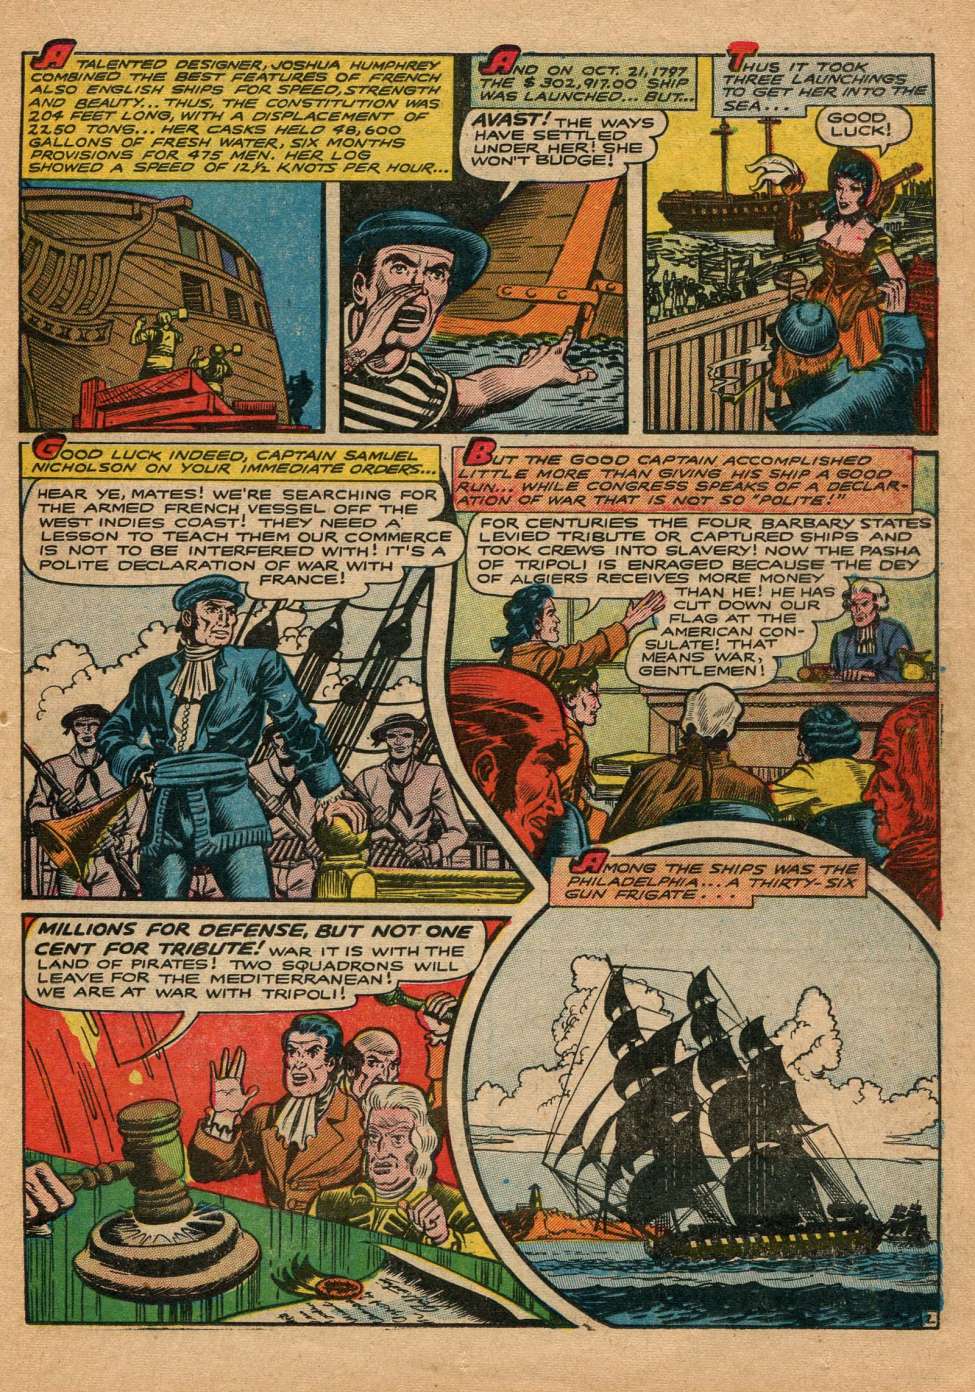 A TALENTED DESIGNER, JOSHUA HUMPHREY
COMBINED THE BEST FEATURES OF FRENCH
ALSO ENGLISH SHIPS FOR SPEED, STRENGTH
AND BEAUTY... THUS, THE CONSTITUTION WAS
204 FEET LONG, WITH A DISPLACEMENT OF
2250 TONS... HER CASKS HELD 48,600
GALLONS OF FRESH WATER, SIX MONTHS
PROVISIONS FOR 475 MEN. HER LOG
SHOWED A SPEED OF 12½ KNOTS PER HOUR...
AND ON OCT. 21, 1797
THE $302,917.00 SHIP
WAS LAUNCHED... BUT...
AVAST! THE WAYS
HAVE SETTLED
UNDER HER! SHE
WON'T BUDGE!
THUS IT TOOK
THREE LAUNCHINGS
TO GET HER INTO THE
SEA...
GOOD
LUCK!
GOOD LUCK INDEED, CAPTAIN SAMUEL
NICHOLSON ON YOUR IMMEDIATE ORDERS...
HEAR YE, MATES! WE'RE SEARCHING FOR
THE ARMED FRENCH VESSEL OFF THE
WEST INDIES COAST! THEY NEED A
LESSON TO TEACH THEM OUR COMMERCE
IS NOT TO BE INTERFERED WITH! IT'S A
POLITE DECLARATION OF WAR WITH
FRANCE!
BUT THE GOOD CAPTAIN ACCOMPLISHED
LITTLE MORE THAN GIVING HIS SHIP A GOOD
RUN... WHILE CONGRESS SPEAKS OF A DECLAR-
ATION OF WAR THAT IS NOT SO "POLITE!"
FOR CENTURIES THE FOUR BARBARY STATES
LEVIED TRIBUTE OR CAPTURED SHIPS AND
TOOK CREWS INTO SLAVERY! NOW THE PASHA
OF TRIPOLI IS ENRAGED BECAUSE THE DEY
OF ALGIERS RECEIVES MORE MONEY
THAN HE! HE HAS
CUT DOWN OUR
FLAG AT THE
AMERICAN CON-
SULATE! THAT
MEANS WAR,
GENTLEMEN!
MILLIONS FOR DEFENSE, BUT NOT ONE
CENT FOR TRIBUTE! WAR IT IS WITH THE
LAND OF PIRATES! TWO SQUADRONS WILL
LEAVE FOR THE MEDITERRANEAN!
WE ARE AT WAR WITH TRIPOLI!
AMONG THE SHIPS WAS THE
PHILADELPHIA... A THIRTY-SIX
GUN FRIGATE...
2